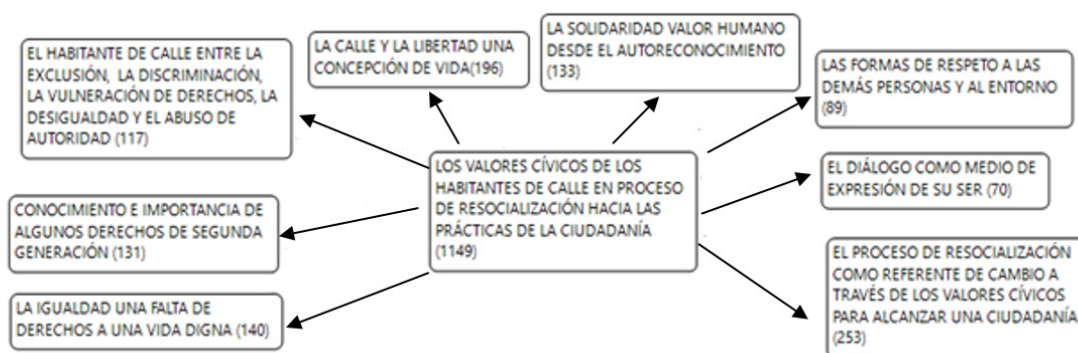 EL HABITANTE DE CALLE ENTRE LA
EXCLUSIÓN, LA DISCRIMINACIÓN,
LA VULNERACIÓN DE DERECHOS, LA
DESIGUALDAD Y EL ABUSO DE
AUTORIDAD (117)
LA CALLE Y LA LIBERTAD UNA
CONCEPCIÓN DE VIDA(196)
LA SOLIDARIDAD VALOR HUMANO
DESDE EL AUTORECONOCIMIENTO
(133)
LAS FORMAS DE RESPETO A LAS
DEMÁS PERSONAS Y AL ENTORNO
(89)
LOS VALORES CÍVICOS DE LOS
HABITANTES DE CALLE EN PROCESO
DE RESOCIALIZACIÓN HACIA LAS
PRÁCTICAS DE LA CIUDADANÍA
(1149)
EL DIÁLOGO COMO MEDIO DE
EXPRESIÓN DE SU SER (70)
CONOCIMIENTO E IMPORTANCIA DE
ALGUNOS DERECHOS DE SEGUNDA
GENERACIÓN (131)
EL PROCESO DE RESOCIALIZACIÓN
COMO REFERENTE DE CAMBIO A
TRAVÉS DE LOS VALORES CÍVICOS
PARA ALCANZAR UNA CIUDADANÍA
(253)
LA IGUALDAD UNA FALTA DE
DERECHOS A UNA VIDA DIGNA (140)